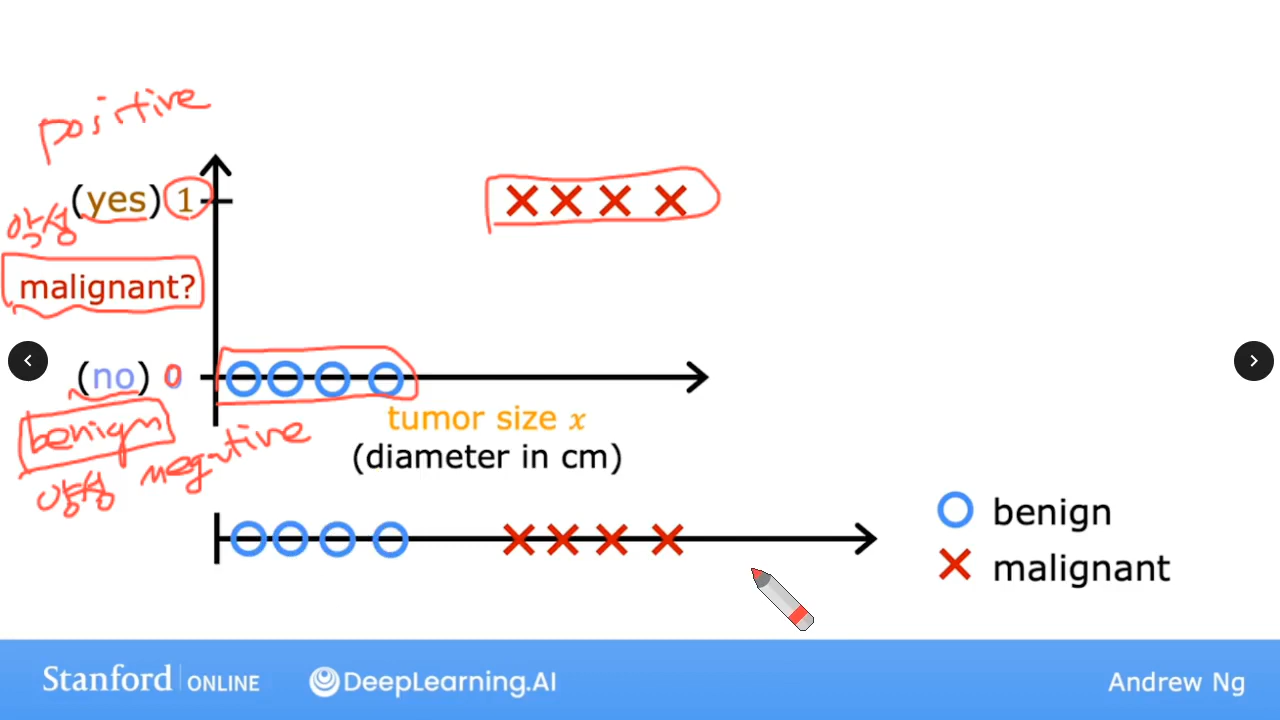 positive
(yes) 1
악성
malignant?
(no) 0
benign
negative
양성
tumor size x
(diameter in cm)
benign
malignant
Stanford ONLINE
DeepLearning.AI
Andrew Ng